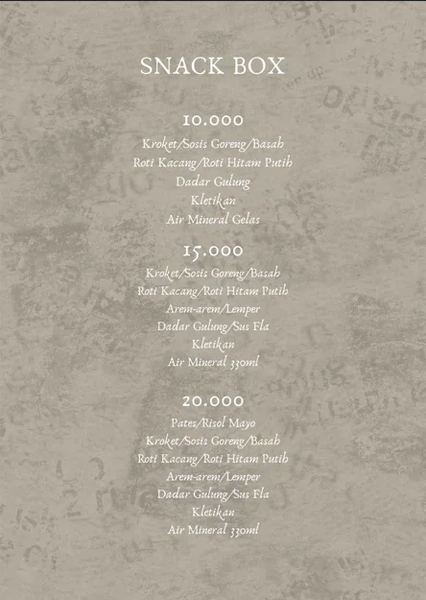 SNACK BOX
10.000
Kroket/Sosis Goreng/Basah
Roti Kacang/Roti Hitam Putih
Dadar Gulung
Kletikan
Air Mineral Gelas
15.000
Kroket/Sosis Goreng/Basah
Roti Kacang/Roti Hitam Putih
Arem-arem/Lemper
Dadar Gulung/Sus Fla
Kletikan
Air Mineral 330ml
20.000
Pates/Risol Mayo
Kroket/Sosis Goreng/Basah
Roti Kacang/Roti Hitam Putih
Arem-arem/Lemper
Dadar Gulung/Sus Fla
Kletikan
Air Mineral 330ml